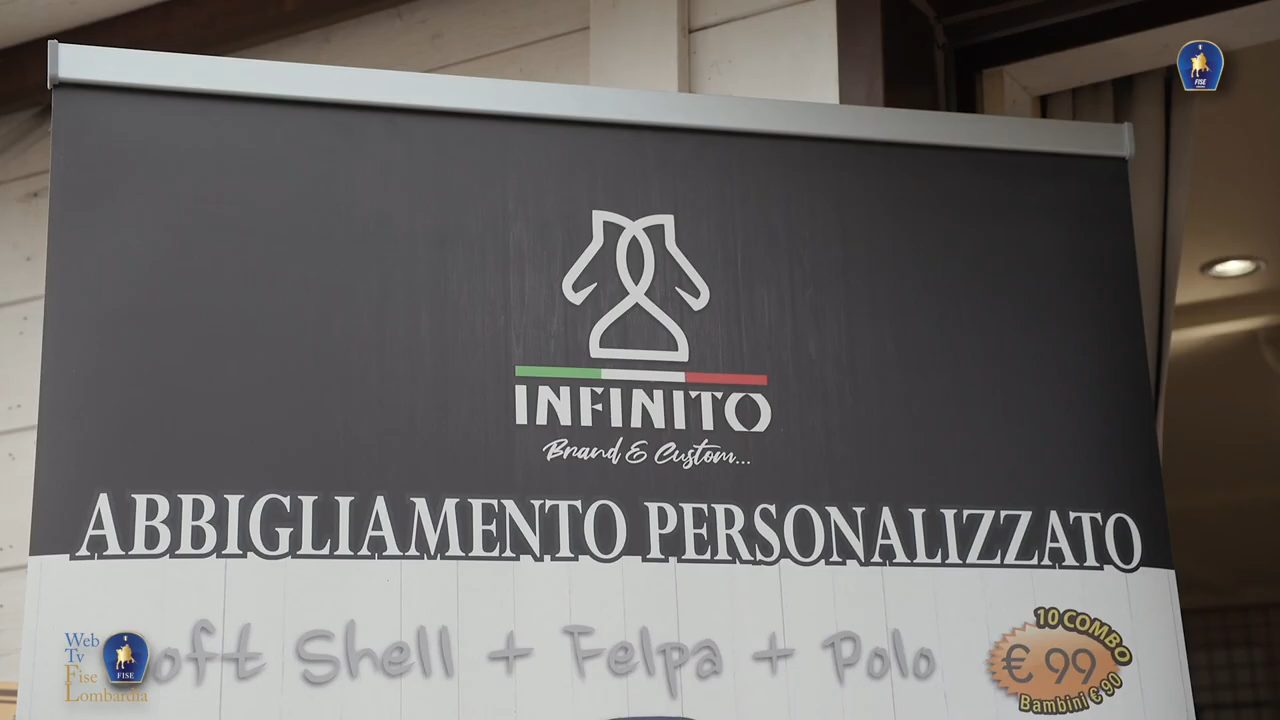 FISE
INFINITO
Brand & Custom...
ABBIGLIAMENTO PERSONALIZZATO
oft Shell + Felpa + Polo
10 COMBO
€ 99
Bambini € 90
Web
Tv
Fise
Lombardia
FISE